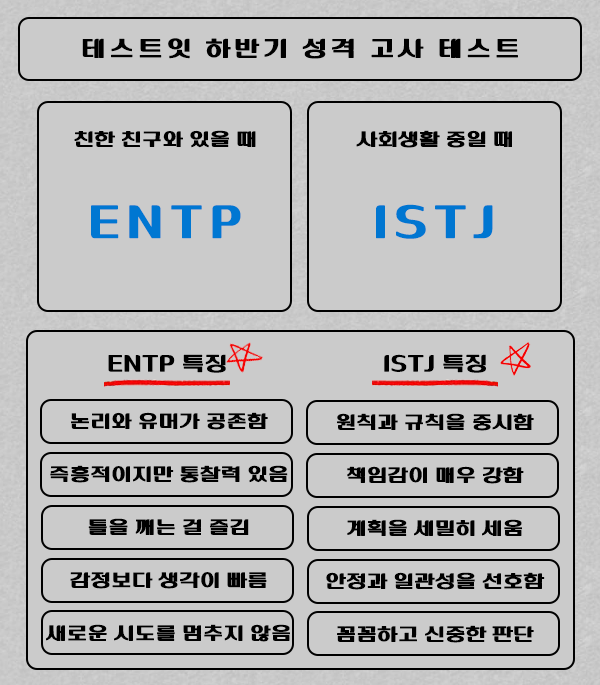 테스트잇 하반기 성격 고사 테스트
친한 친구와 있을 때
사회생활 중일 때
ENTP
ISTJ
ENTP 특징
ISTJ 특징
논리와 유머가 공존함
원칙과 규칙을 중시함
즉흥적이지만 통찰력 있음
책임감이 매우 강함
틀을 깨는 걸 즐김
계획을 세밀히 세움
감정보다 생각이 빠름
안정과 일관성을 선호함
새로운 시도를 멈추지 않음
꼼꼼하고 신중한 판단